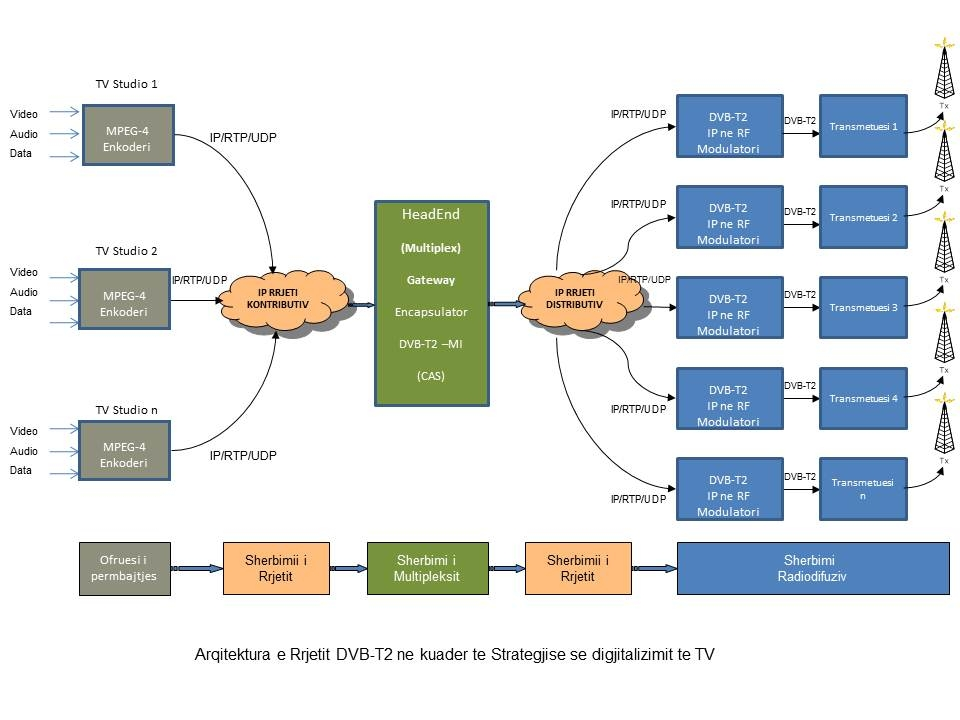 TV Studio 1
Video
Audio
Data
MPEG-4
Enkoderi
IP/RTP/UDP
TV Studio 2
Video
Audio
Data
MPEG-4
Enkoderi
IP/RTP/UDP
TV Studio n
Video
Audio
Data
MPEG-4
Enkoderi
IP/RTP/UDP
IP RRJETI
KONTRIBUTIV
HeadEnd
(Multiplex)
Gateway
Encapsulator
DVB-T2 –MI
(CAS)
IP RRJETI
DISTRIBUTIV
IP/RTP/UDP
DVB-T2
IP ne RF
Modulatori
DVB-T2
Transmetuesi 1
Tx
IP/RTP/UDP
DVB-T2
IP ne RF
Modulatori
DVB-T2
Transmetuesi 2
Tx
IP/RTP/UDP
DVB-T2
IP ne RF
Modulatori
DVB-T2
Transmetuesi 3
Tx
IP/RTP/UDP
DVB-T2
IP ne RF
Modulatori
DVB-T2
Transmetuesi 4
Tx
IP/RTP/UDP
DVB-T2
IP ne RF
Modulatori
DVB-T2
Transmetuesi
n
Tx
Ofruesi i
permbajtjes
Sherbimii i
Rrjetit
Sherbimi i
Multipleksit
Sherbimii i
Rrjetit
Sherbimi
Radiodifuziv
Arqitektura e Rrjetit DVB-T2 ne kuader te Strategjise se digjitalizimit te TV